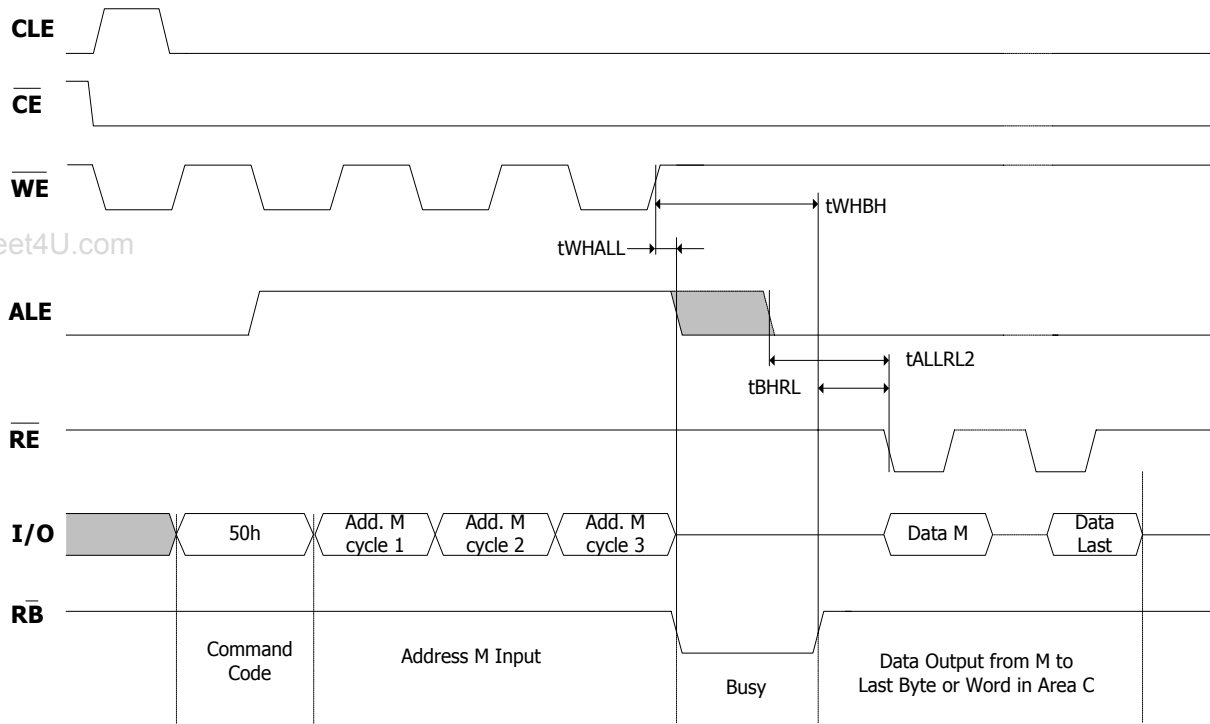 CLE
CE
WE
tWHBH
eet4U.com
tWHALL
ALE
tALLRL2
tBHRL
RE
I/O
50h
Add. M
cycle 1
Add. M
cycle 2
Add. M
cycle 3
Data M
Data
Last
RB
Command
Code
Address M Input
Busy
Data Output from M to
Last Byte or Word in Area C